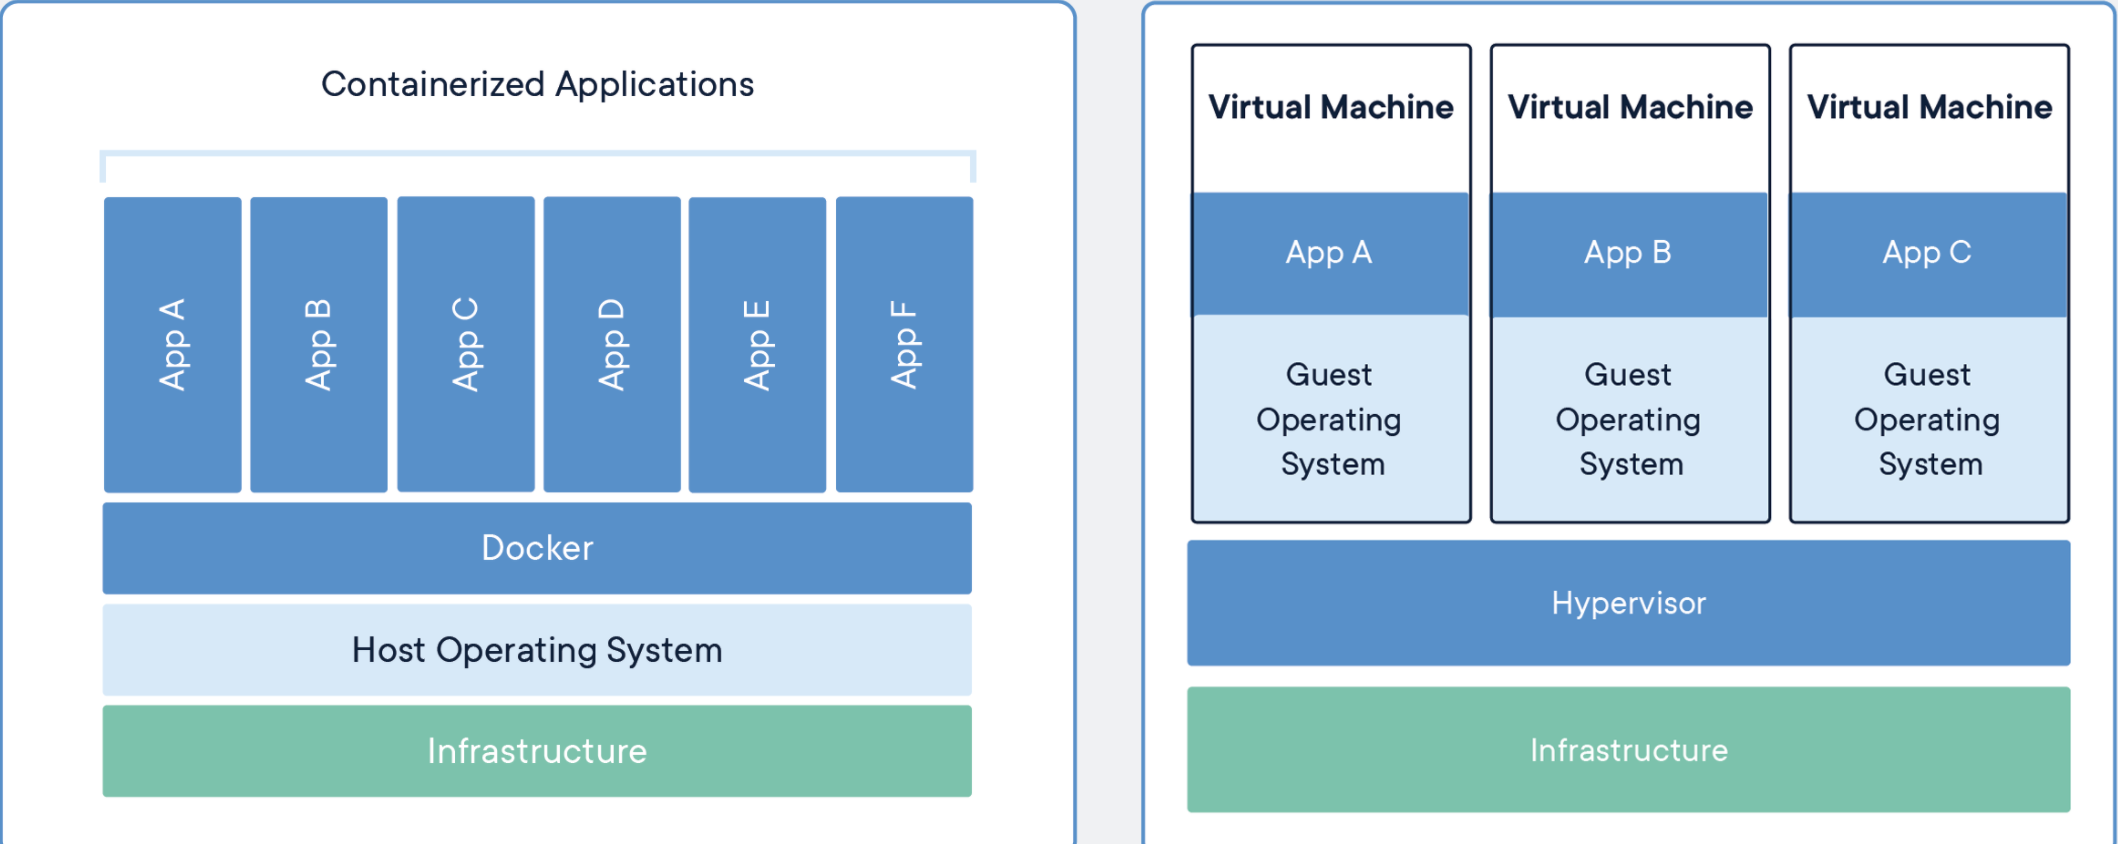 Containerized Applications
App A
App B
App C
App D
App E
App F
Docker
Host Operating System
Infrastructure
Virtual Machine
App A
Guest
Operating
System
Virtual Machine
App B
Guest
Operating
System
Virtual Machine
App C
Guest
Operating
System
Hypervisor
Infrastructure